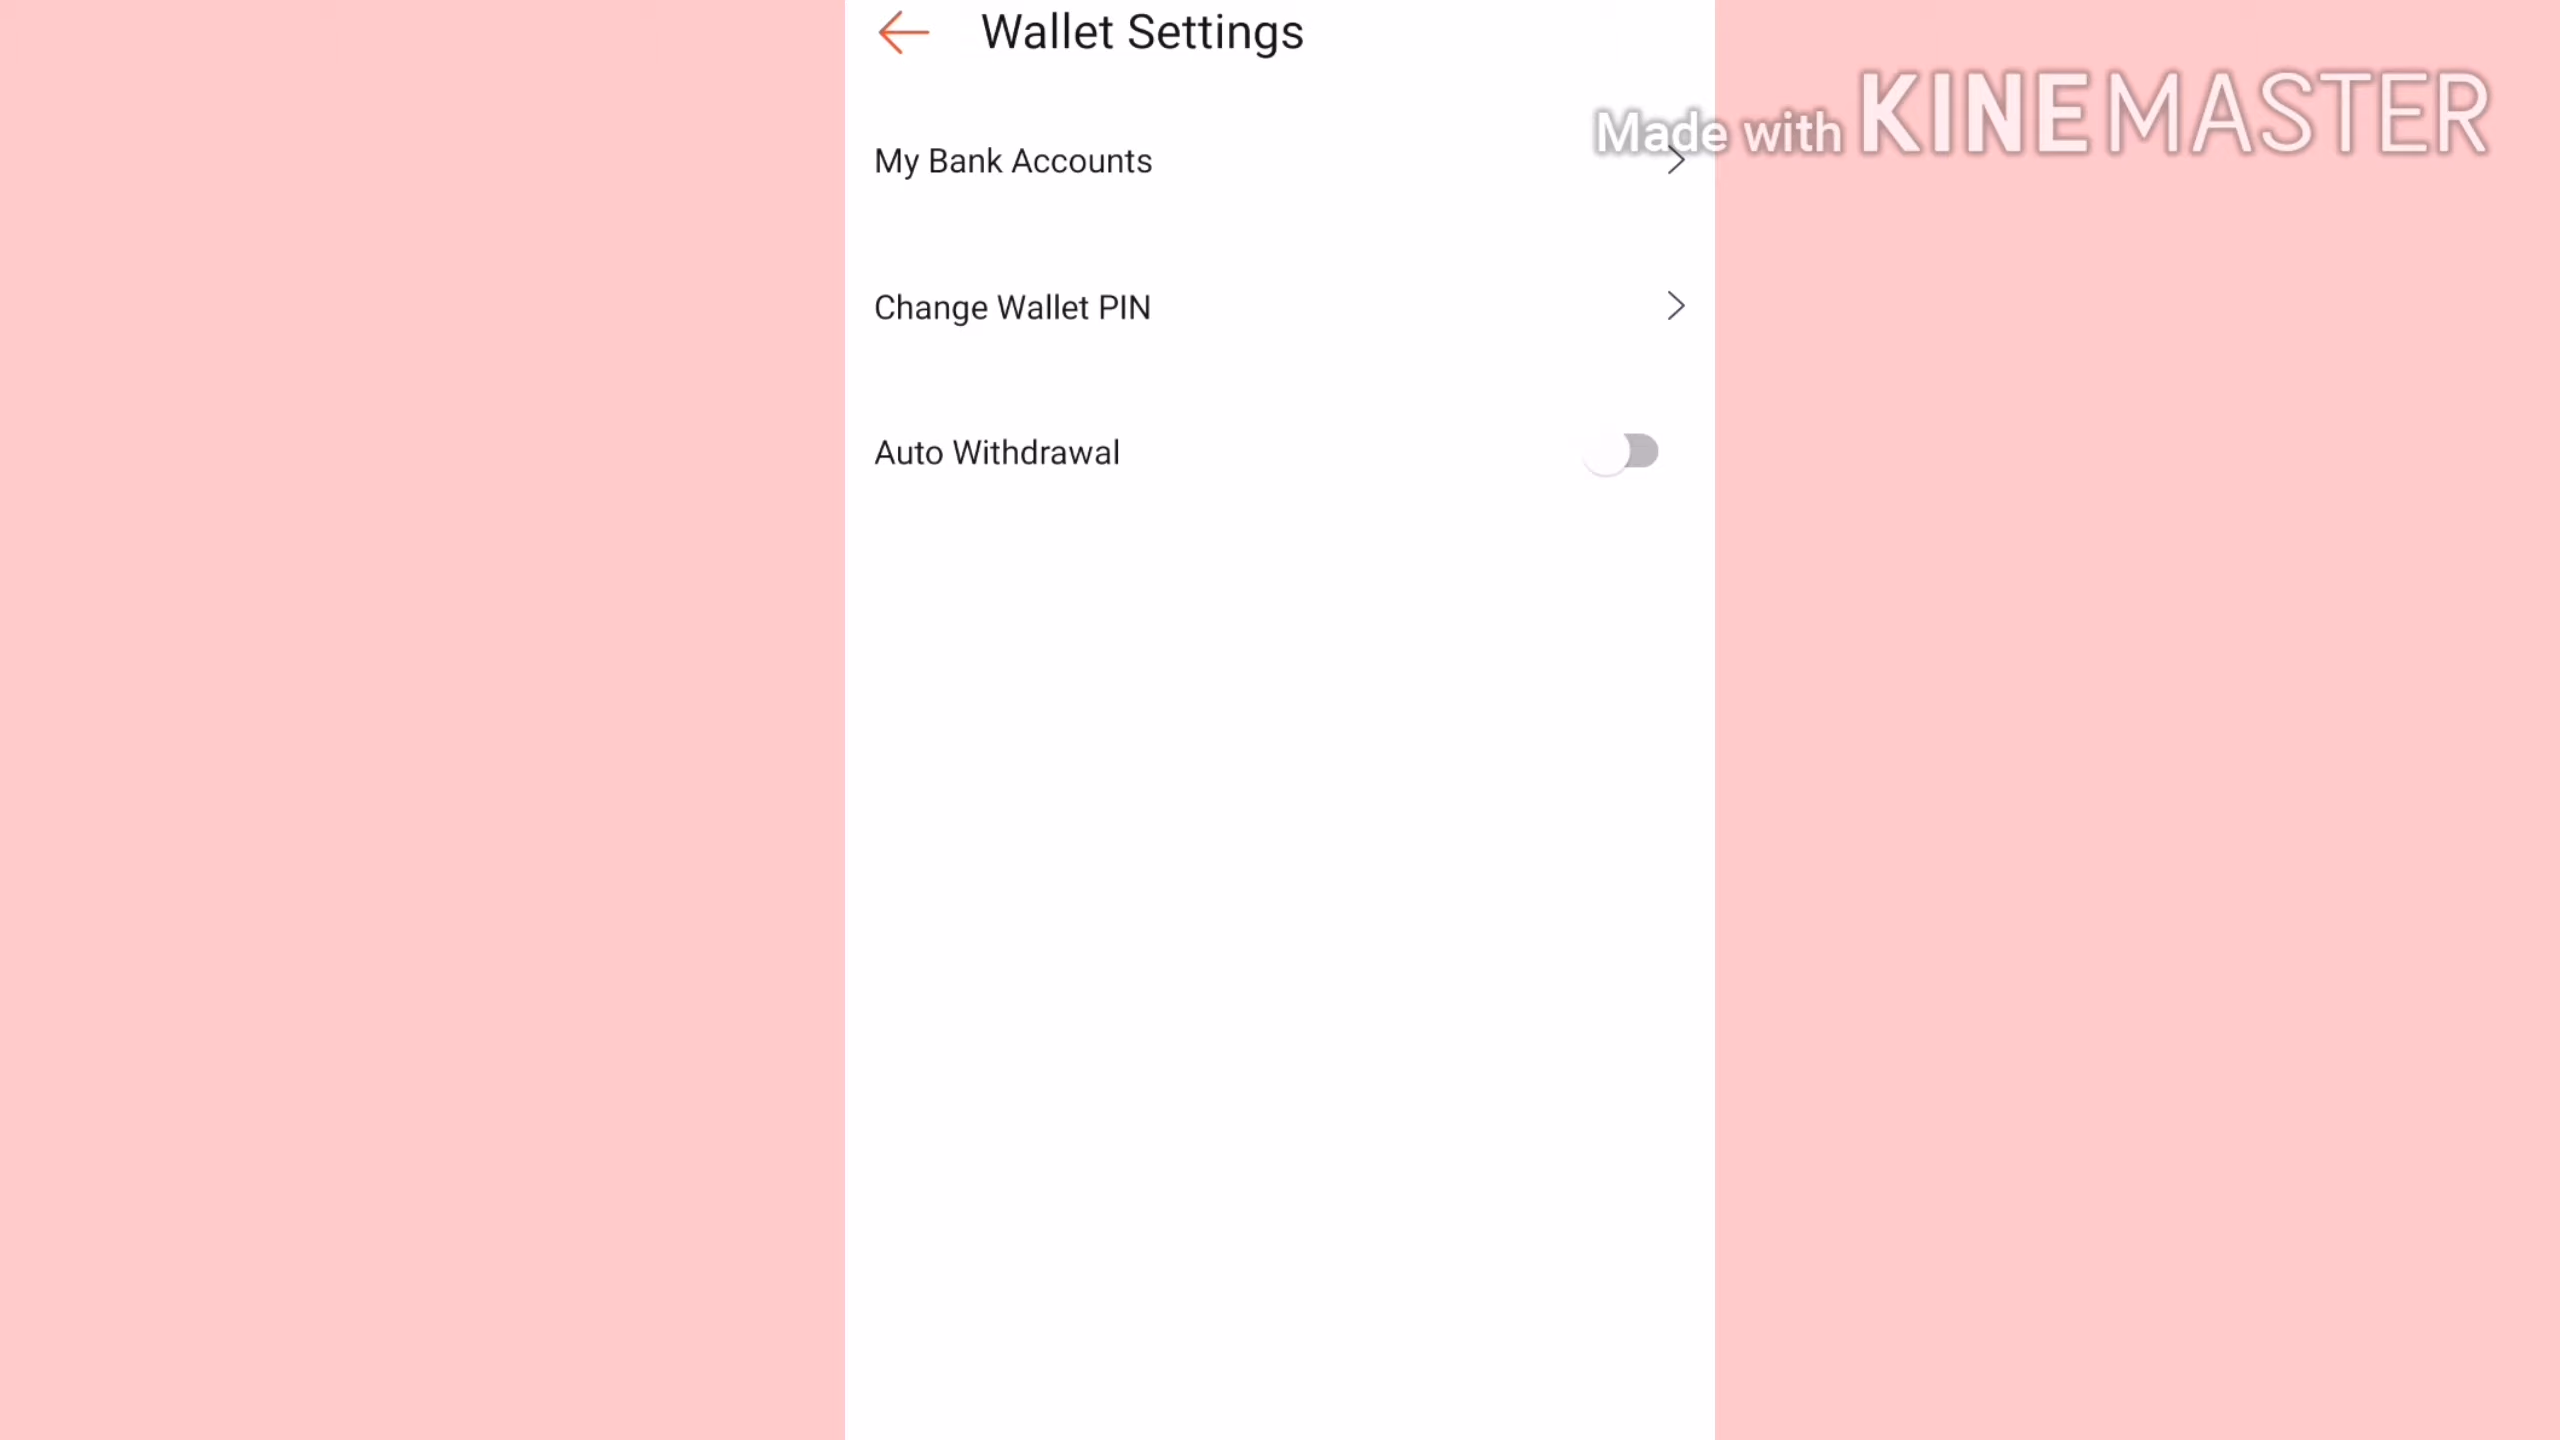 Wallet Settings
Made with KINEMASTER
My Bank Accounts
Change Wallet PIN
Auto Withdrawal